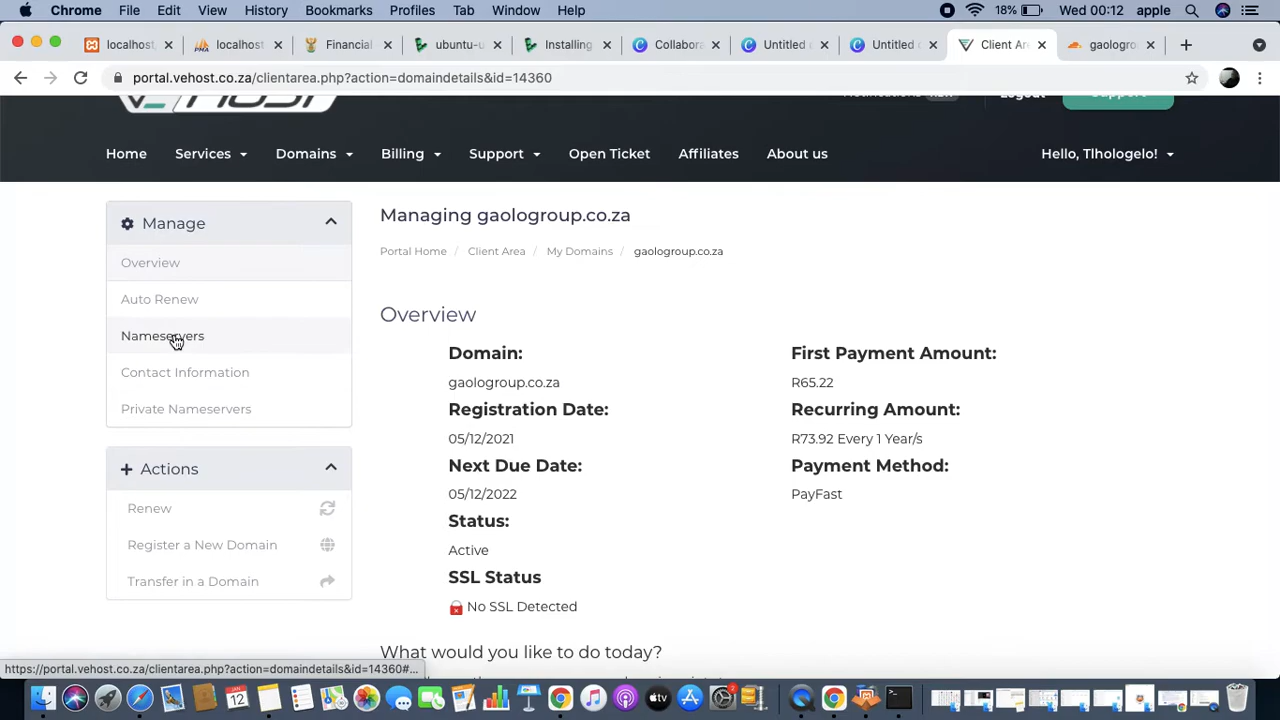 Chrome File Edit View History Bookmarks Profiles Tab Window Help 18% Wed 00:12 apple
localhost localhost Financial ubuntu-u Installing Collabora Untitled Untitled Client Are gaologro
portal.vehost.co.za/clientarea.php?action=domaindetails&id=14360
Logout Support
Home Services Domains Billing Support Open Ticket Affiliates About us Hello, Tlhologelo!
Manage
Overview
Auto Renew
Nameservers
Contact Information
Private Nameservers
Actions
Renew
Register a New Domain
Transfer in a Domain
Managing gaologroup.co.za
Portal Home / Client Area / My Domains / gaologroup.co.za
Overview
Domain:
gaologroup.co.za
Registration Date:
05/12/2021
Next Due Date:
05/12/2022
Status:
Active
SSL Status
No SSL Detected
First Payment Amount:
R65.22
Recurring Amount:
R73.92 Every 1 Year/s
Payment Method:
PayFast
What would you like to do today?
https://portal.vehost.co.za/clientarea.php?action=domaindetails&id=14360#...